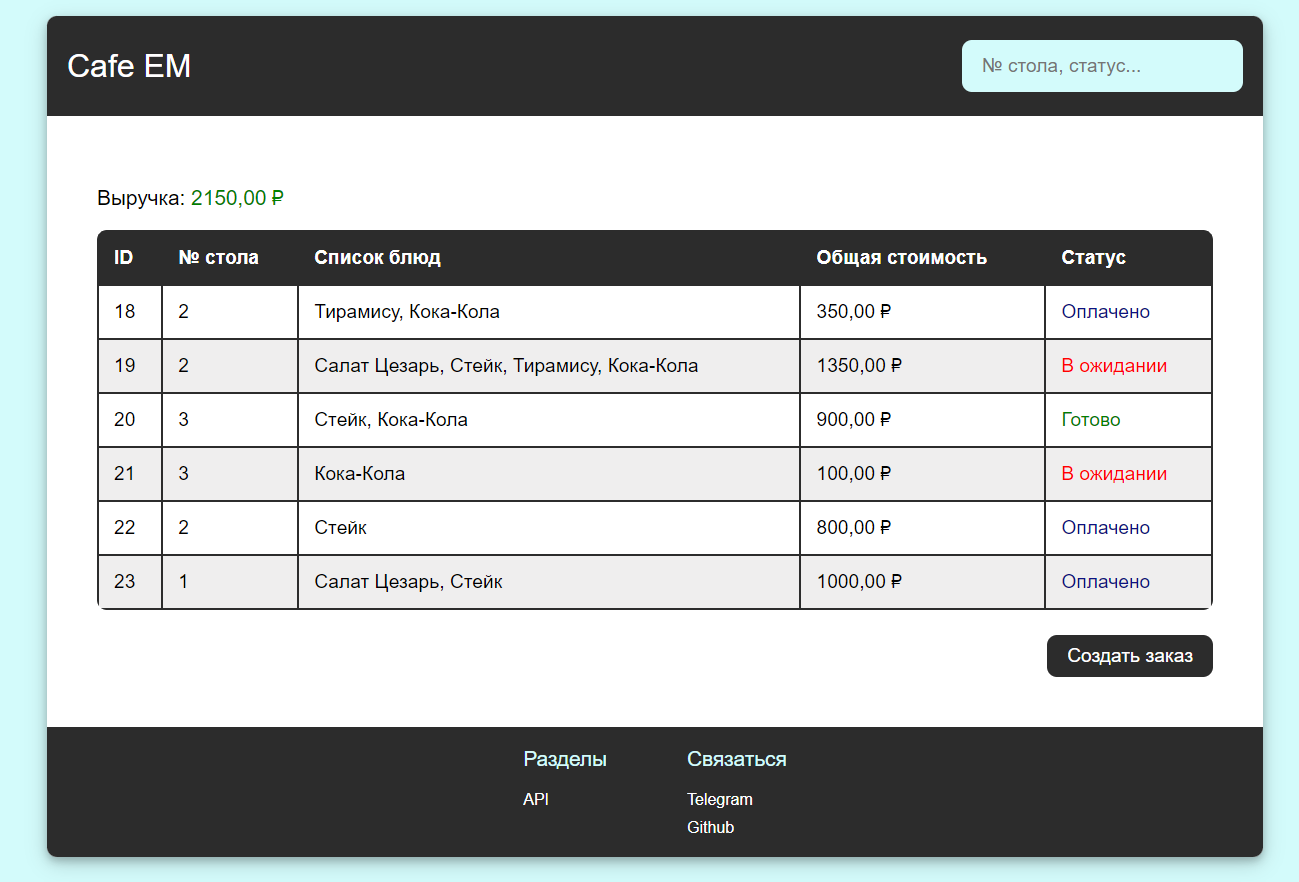 Cafe EM
№ стола, статус...
Выручка: 2150,00 ₽
ID № стола Список блюд Общая стоимость Статус
18 2 Тирамису, Кока-Кола 350,00 ₽ Оплачено
19 2 Салат Цезарь, Стейк, Тирамису, Кока-Кола 1350,00 ₽ В ожидании
20 3 Стейк, Кока-Кола 900,00 ₽ Готово
21 3 Кока-Кола 100,00 ₽ В ожидании
22 2 Стейк 800,00 ₽ Оплачено
23 1 Салат Цезарь, Стейк 1000,00 ₽ Оплачено
Создать заказ
Разделы
API
Связаться
Telegram
Github